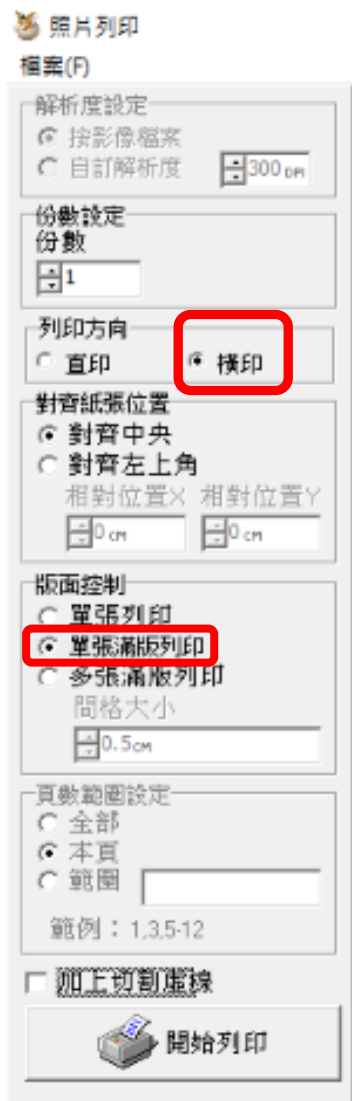 照片列印
檔案(F)
解析度設定
按影像檔案
自訂解析度 300 DPI
份數設定
份數
1
列印方向
直印 橫印
對齊紙張位置
對齊中央
對齊左上角
相對位置X 相對位置Y
0 cm 0 cm
版面控制
單張列印
單張滿版列印
多張滿版列印
間格大小
0.5cm
頁數範圍設定
全部
本頁
範圍
範例：1,3,5-12
加上切割虛線
開始列印